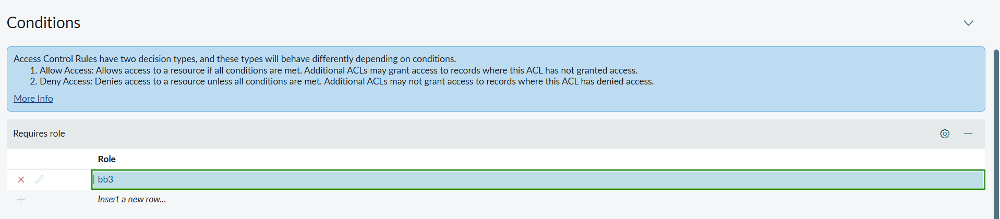 Conditions
Access Control Rules have two decision types, and these types will behave differently depending on conditions.
1. Allow Access: Allows access to a resource if all conditions are met. Additional ACLs may grant access to records where this ACL has not granted access.
2. Deny Access: Denies access to a resource unless all conditions are met. Additional ACLs may not grant access to records where this ACL has denied access.
More Info
Requires role
Role
bb3
Insert a new row...